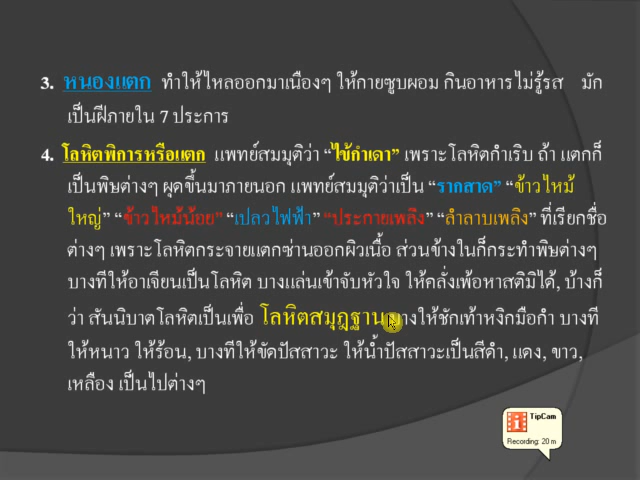 3. หนองแตก ทำให้ไหลออกมาเนืองๆ ให้กายซูบผอม กินอาหารไม่รู้รส มัก
เป็นฝีภายใน 7 ประการ
4. โลหิตพิการหรือแตก แพทย์สมมุติว่า “ไข้กำเดา” เพราะโลหิตกำเริบ ถ้า แตกก็
เป็นพิษต่างๆ ผุดขึ้นมาภายนอก แพทย์สมมุติว่าเป็น “รากสาด” “ข้าวไหม้
ใหญ่” “ข้าวไหม้น้อย” “เปลวไฟฟ้า” “ประกายเพลิง” “ลำลาบเพลิง” ที่เรียกชื่อ
ต่างๆ เพราะโลหิตกระจายแตกซ่านออกผิวเนื้อ ส่วนข้างในก็กระทำพิษต่างๆ
บางทีให้อาเจียนเป็นโลหิต บางแล่นเข้าจับหัวใจ ให้คลั่งเพ้อหาสติมิได้, บ้างก็
ว่า สันนิบาตโลหิตเป็นเพื่อ โลหิตสมุฎฐาน บางให้ชักเท้าหงิกมือกำ บางที
ให้หนาว ให้ร้อน, บางทีให้ขัดปัสสาวะ ให้น้ำปัสสาวะเป็นสีดำ, แดง, ขาว,
เหลือง เป็นไปต่างๆ
TipCam
Recording: 20 m